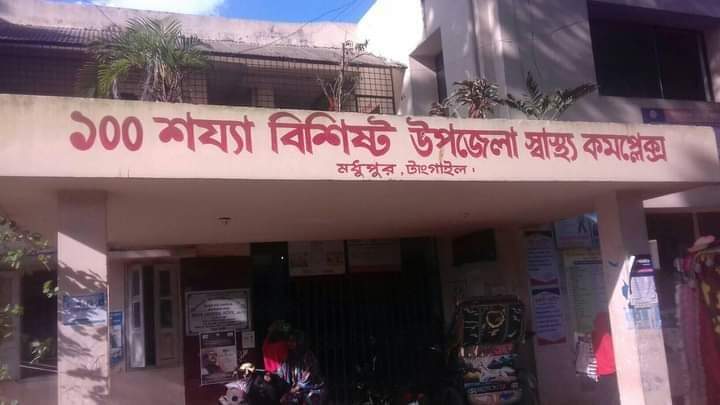 ১০০ শয্যা বিশিষ্ট উপজেলা স্বাস্থ্য কমপ্লেক্স
মধুপুর, টাংগাইল।